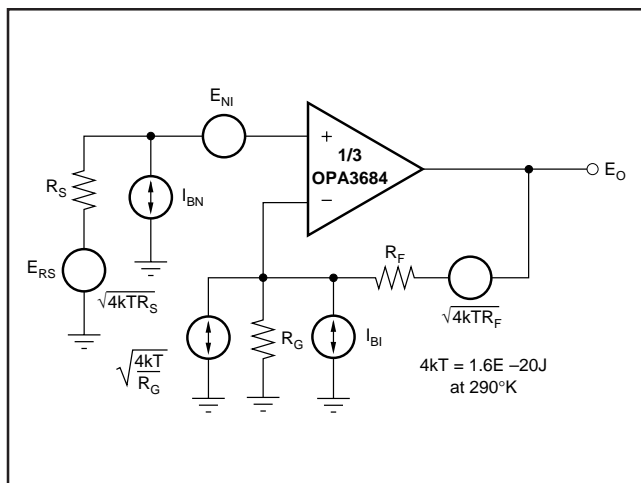 E_NI
+
1/3
OPA3684
−
E_O
R_S
I_BN
R_F
E_RS
√4kTR_S
√4kTR_F
√4kT/R_G
R_G
I_BI
4kT = 1.6E –20J
at 290°K